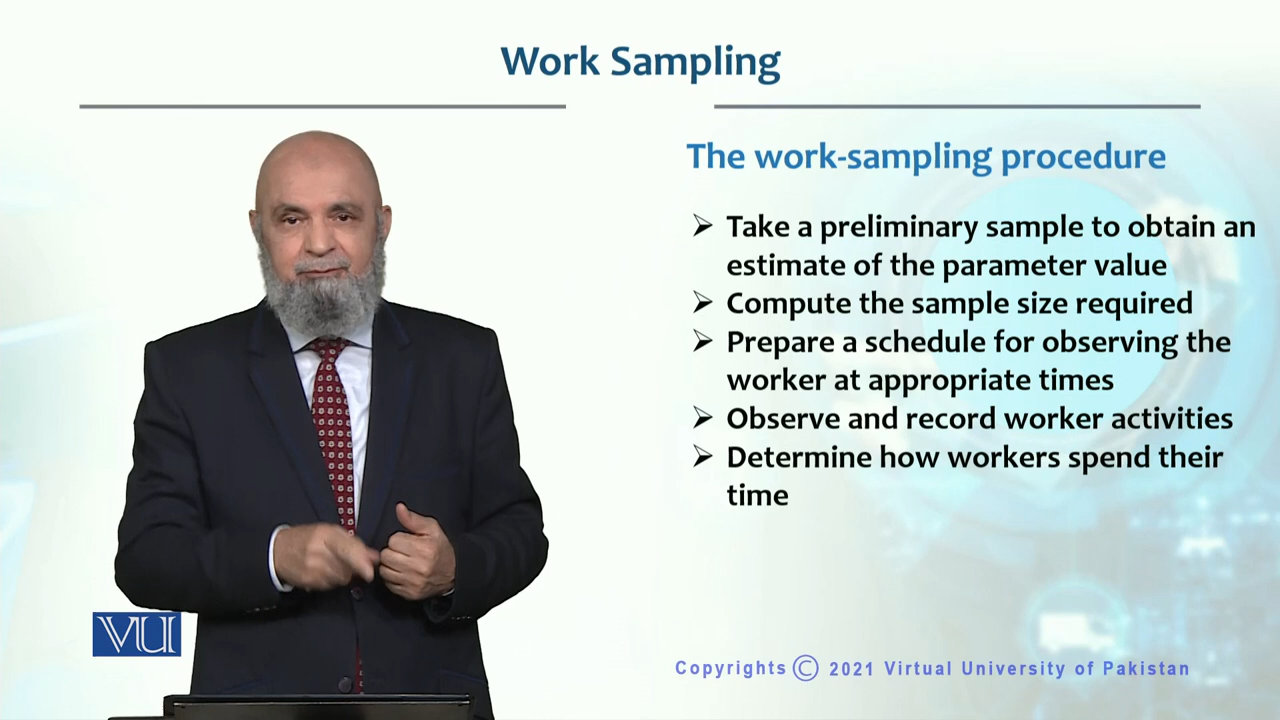 Work Sampling
The work-sampling procedure
➢ Take a preliminary sample to obtain an
estimate of the parameter value
➢ Compute the sample size required
➢ Prepare a schedule for observing the
worker at appropriate times
➢ Observe and record worker activities
➢ Determine how workers spend their
time
VU
Copyrights © 2021 Virtual University of Pakistan